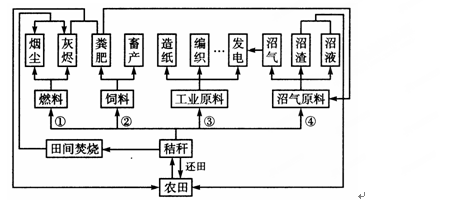 烟尘 灰烬 粪肥 畜产 造纸 编织 … 发电 沼气 沼渣 沼液
燃料 饲料 工业原料 沼气原料
① ② ③ ④
田间焚烧 秸秆
还田
农田